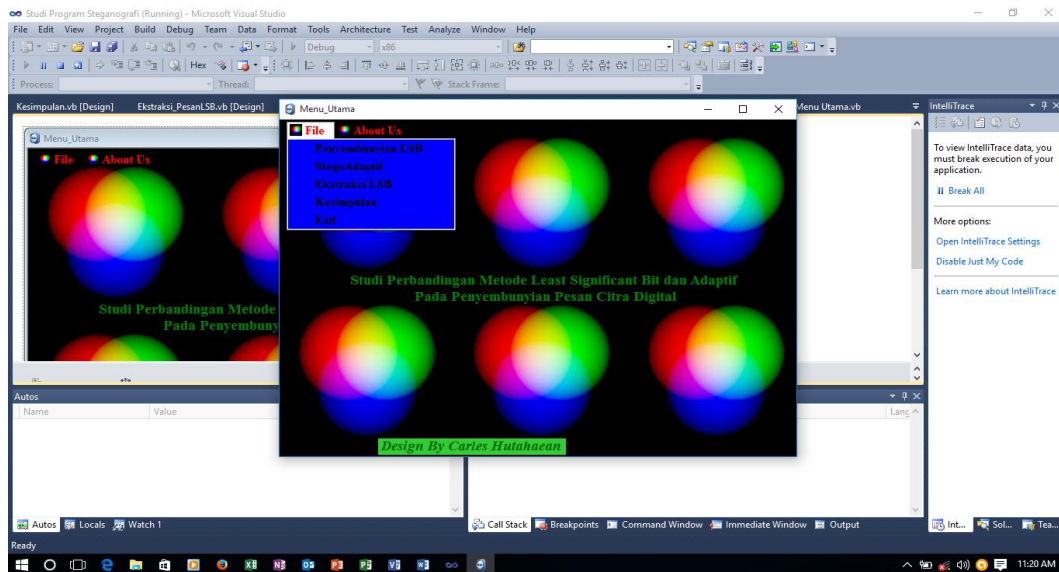 Studi Program Steganografi (Running) - Microsoft Visual Studio
File Edit View Project Build Debug Team Data Format Tools Architecture Test Analyze Window Help
Debug x86
Hex
Process: Thread: Stack Frame:
Kesimpulan.vb [Design] Ekstraksi_PesanLSB.vb [Design] Menu Utama.vb
IntelliTrace
Menu_Utama
File About Us
Studi Perbandingan Metode
Pada Penyembuny
Menu_Utama
File About Us
Penyembunyian LSB
StegoAdaptif
Ekstraksi LSB
Kesimpulan
Exit
Studi Perbandingan Metode Least Significant Bit dan Adaptif
Pada Penyembunyian Pesan Citra Digital
Design By Carles Hutahaean
To view IntelliTrace data, you
must break execution of your
application.
Break All
More options:
Open IntelliTrace Settings
Disable Just My Code
Learn more about IntelliTrace
Autos
Name Value
Lang
Autos Locals Watch 1
Call Stack Breakpoints Command Window Immediate Window Output
Int... Sol... Tea...
Ready
11:20 AM